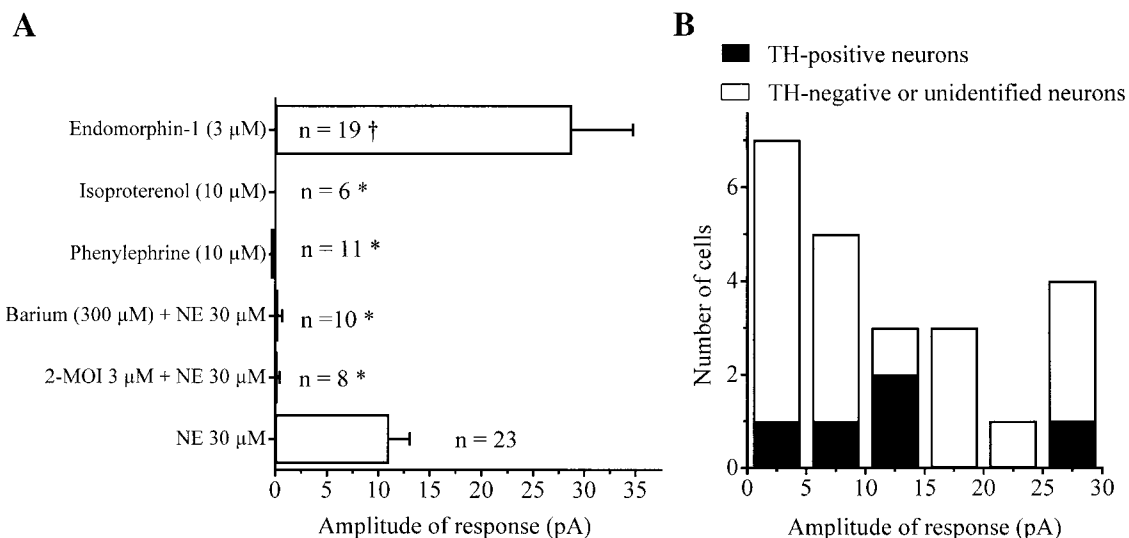 A
Endomorphin-1 (3 µM)
n = 19 †
Isoproterenol (10 µM)
n = 6 *
Phenylephrine (10 µM)
n = 11 *
Barium (300 µM) + NE 30 µM
n =10 *
2-MOI 3 µM + NE 30 µM
n = 8 *
NE 30 µM
n = 23
0 5 10 15 20 25 30 35
Amplitude of response (pA)
B
TH-positive neurons
TH-negative or unidentified neurons
Number of cells
6
4
2
0
0 5 10 15 20 25 30
Amplitude of response (pA)